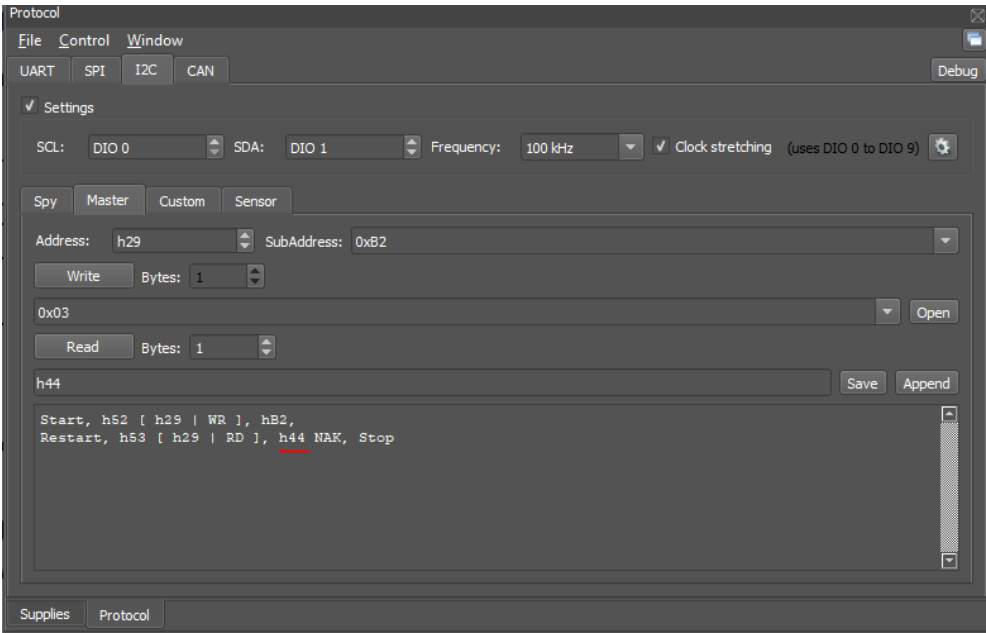 Protocol
File Control Window
UART SPI I2C CAN Debug
Settings
SCL: DIO 0 SDA: DIO 1 Frequency: 100 kHz Clock stretching (uses DIO 0 to DIO 9)
Spy Master Custom Sensor
Address: h29 SubAddress: 0xB2
Write Bytes: 1
0x03 Open
Read Bytes: 1
h44 Save Append
Start, h52 [ h29 | WR ], hB2,
Restart, h53 [ h29 | RD ], h44 NAK, Stop
Supplies Protocol